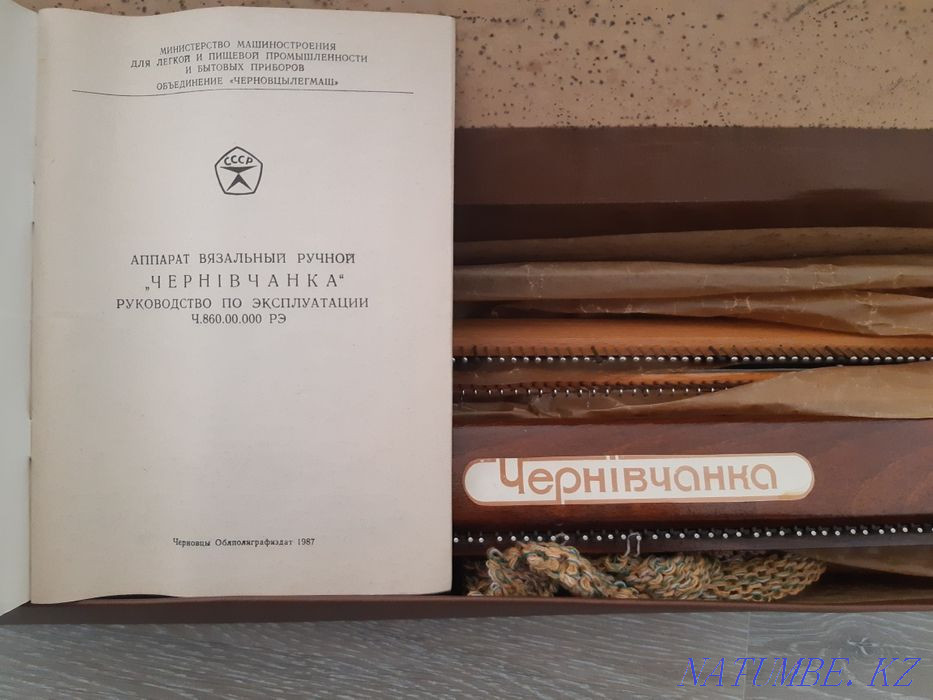 МИНИСТЕРСТВО МАШИНОСТРОЕНИЯ
ДЛЯ ЛЕГКОЙ И ПИЩЕВОЙ ПРОМЫШЛЕННОСТИ
И БЫТОВЫХ ПРИБОРОВ
ОБЪЕДИНЕНИЕ «ЧЕРНОВЦЫЛЕГМАШ»
СССР
АППАРАТ ВЯЗАЛЬНЫЙ РУЧНОЙ
„ЧЕРНІВЧАНКА“
РУКОВОДСТВО ПО ЭКСПЛУАТАЦИИ
Ч.860.00.000 РЭ
Черновцы Облполиграфиздат 1987
Чернівчанка
NATUMBE.KZ